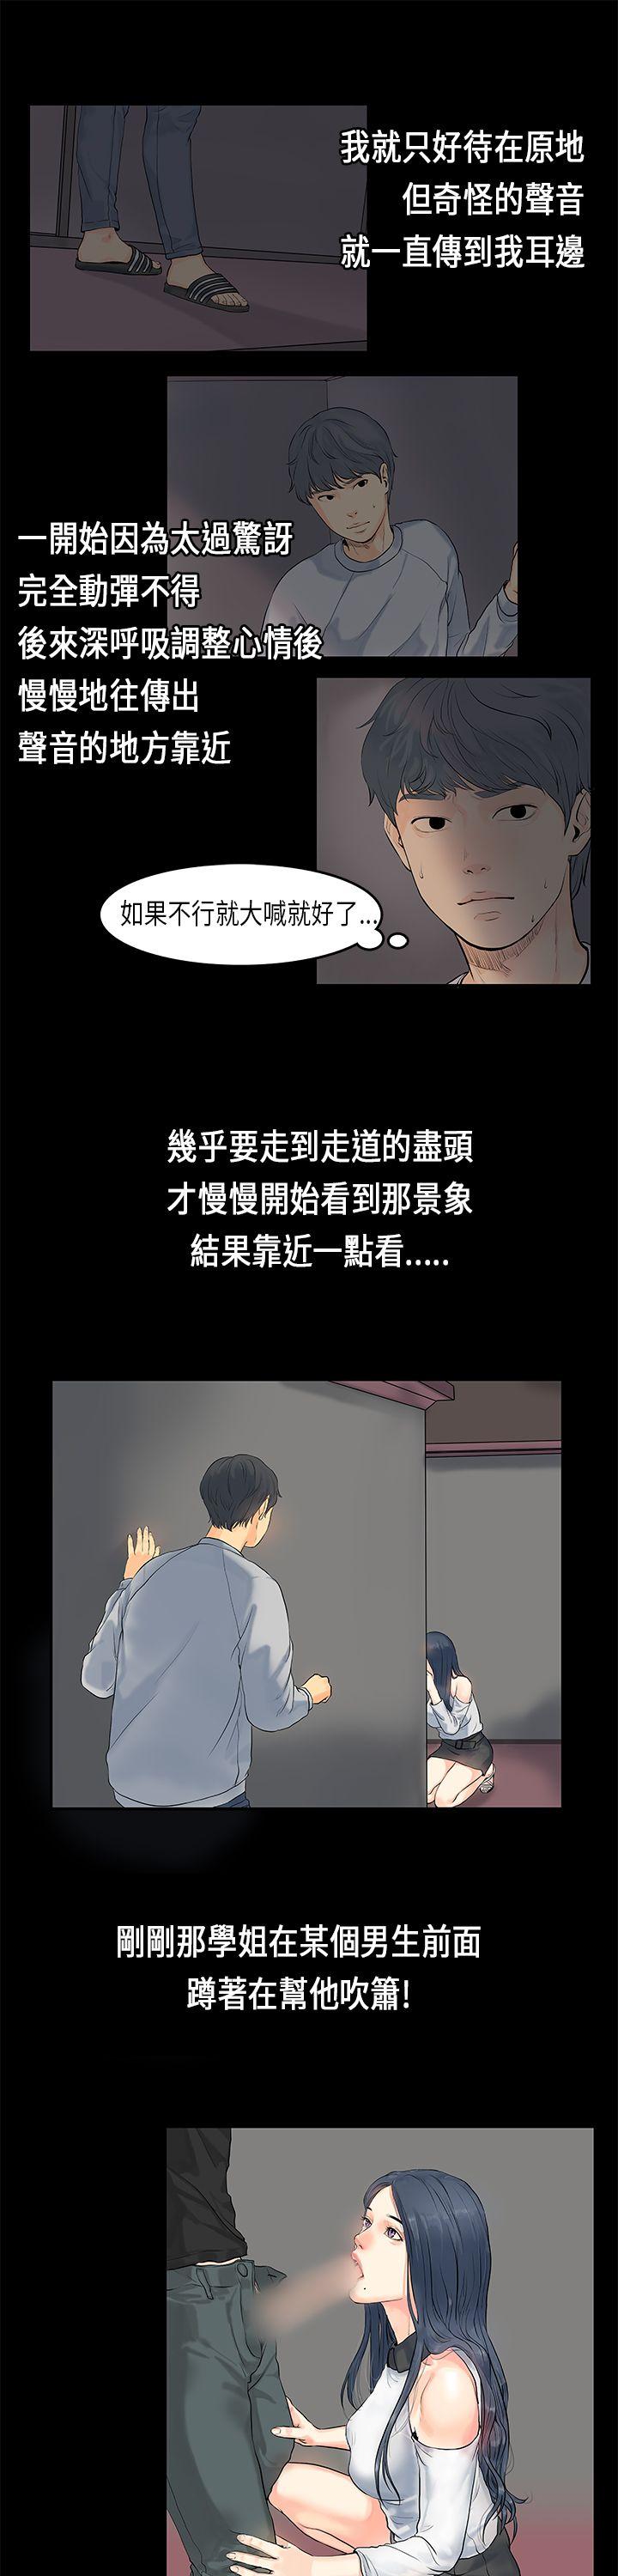 我就只好待在原地
但奇怪的聲音
就一直傳到我耳邊
一開始因為太過驚訝
完全動彈不得
後來深呼吸調整心情後
慢慢地往傳出
聲音的地方靠近
如果不行就大喊就好了...
幾乎要走到走道的盡頭
才慢慢開始看到那景象
結果靠近一點看.....
剛剛那學姐在某個男生前面
蹲著在幫他吹簫!